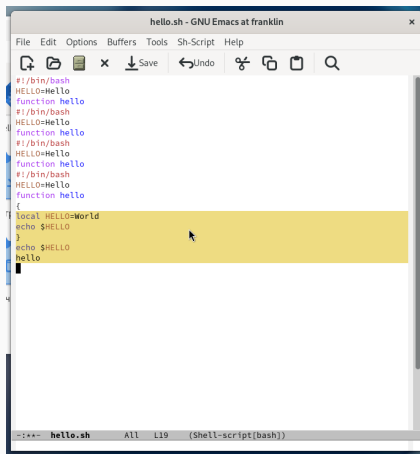 hello.sh - GNU Emacs at franklin
File Edit Options Buffers Tools Sh-Script Help
Save Undo
#!/bin/bash
HELLO=Hello
function hello
#!/bin/bash
HELLO=Hello
function hello
#!/bin/bash
HELLO=Hello
function hello
#!/bin/bash
HELLO=Hello
function hello
{
local HELLO=World
echo $HELLO
}
echo $HELLO
hello
-:**- hello.sh All L19 (Shell-script[bash])